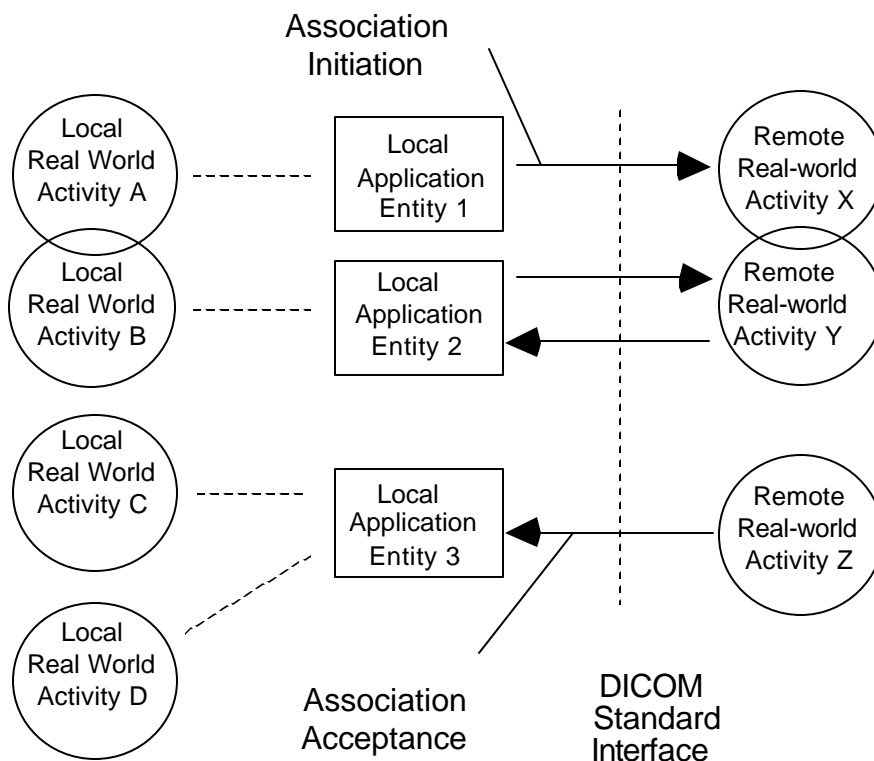 Association
Initiation
Local
Real World
Activity A
Local
Application
Entity 1
Remote
Real-world
Activity X
Local
Real World
Activity B
Local
Application
Entity 2
Remote
Real-world
Activity Y
Local
Real World
Activity C
Local
Application
Entity 3
Remote
Real-world
Activity Z
Local
Real World
Activity D
Association
Acceptance
DICOM
Standard
Interface